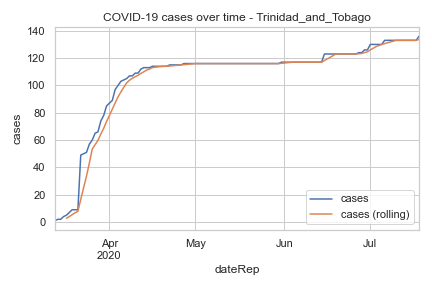 COVID-19 cases over time - Trinidad_and_Tobago
cases
140
120
100
80
60
40
20
0
cases
cases (rolling)
Apr
2020
May
Jun
Jul
dateRep